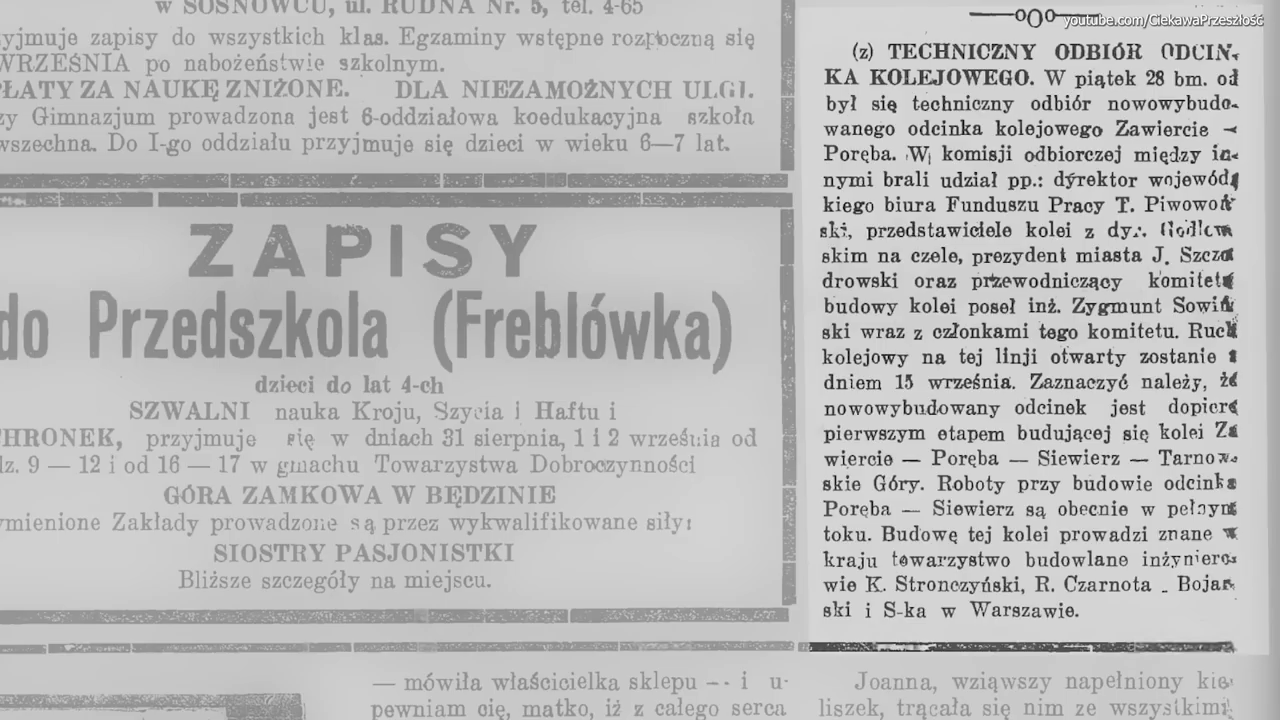 w SOSNOWCU, ul. RUDNA Nr. 5, tel. 4-65
yjmuje zapisy do wszystkich klas. Egzaminy wstępne rozpoczną się
WRZEŚNIA po nabożeństwie szkolnym.
PŁATY ZA NAUKĘ ZNIŻONE. DLA NIEZAMOŻNYCH ULGI.
zy Gimnazjum prowadzona jest 6-oddziałowa koedukacyjna szkoła
wszechna. Do I-go oddziału przyjmuje się dzieci w wieku 6—7 lat.
ZAPISY
do Przedszkola (Freblówka)
dzieci do lat 4-ch
SZWALNI nauka Kroju, Szycia i Haftu i
CHRONEK, przyjmuje się w dniach 31 sierpnia, 1 i 2 września od
dz. 9 — 12 i od 16 — 17 w gmachu Towarzystwa Dobroczynności
GÓRA ZAMKOWA W BĘDZINIE
ymienione Zakłady prowadzone są przez wykwalifikowane siły:
SIOSTRY PASJONISTKI
Bliższe szczegóły na miejscu.
— mówiła właścicielka sklepu -- i u-
pewniam cię, matko, iż z całego serca
youtube.com/CiekawaPrzeszłość
(z) TECHNICZNY ODBIÓR ODCIN-
KA KOLEJOWEGO. W piątek 28 bm. od
był się techniczny odbiór nowowybudo-
wanego odcinka kolejowego Zawiercie —
Poręba. W komisji odbiorczej między in-
nymi brali udział pp.: dyrektor wojewódz
kiego biura Funduszu Pracy T. Piwowoń
ski, przedstawiciele kolei z dyr.
skim na czele, prezydent miasta J. Szczo
drowski oraz przewodniczący komitetu
budowy kolei poseł inż. Zygmunt Sowiń
ski wraz z członkami tego komitetu. Ruch
kolejowy na tej linji otwarty zostanie z
dniem 15 września. Zaznaczyć należy, że
nowowybudowany odcinek jest dopiero
pierwszym etapem budującej się kolei Za
wiercie — Poręba — Siewierz — Tarnow-
skie Góry. Roboty przy budowie odcinka
Poręba — Siewierz są obecnie w pełnym
toku. Budowę tej kolei prowadzi znane w
kraju towarzystwo budowlane inżyniero-
wie K. Stronczyński, R. Czarnota - Bojar-
ski i S-ka w Warszawie.
Joanna, wziąwszy napełniony kie-
liszek, trącała się nim ze wszystkimi,